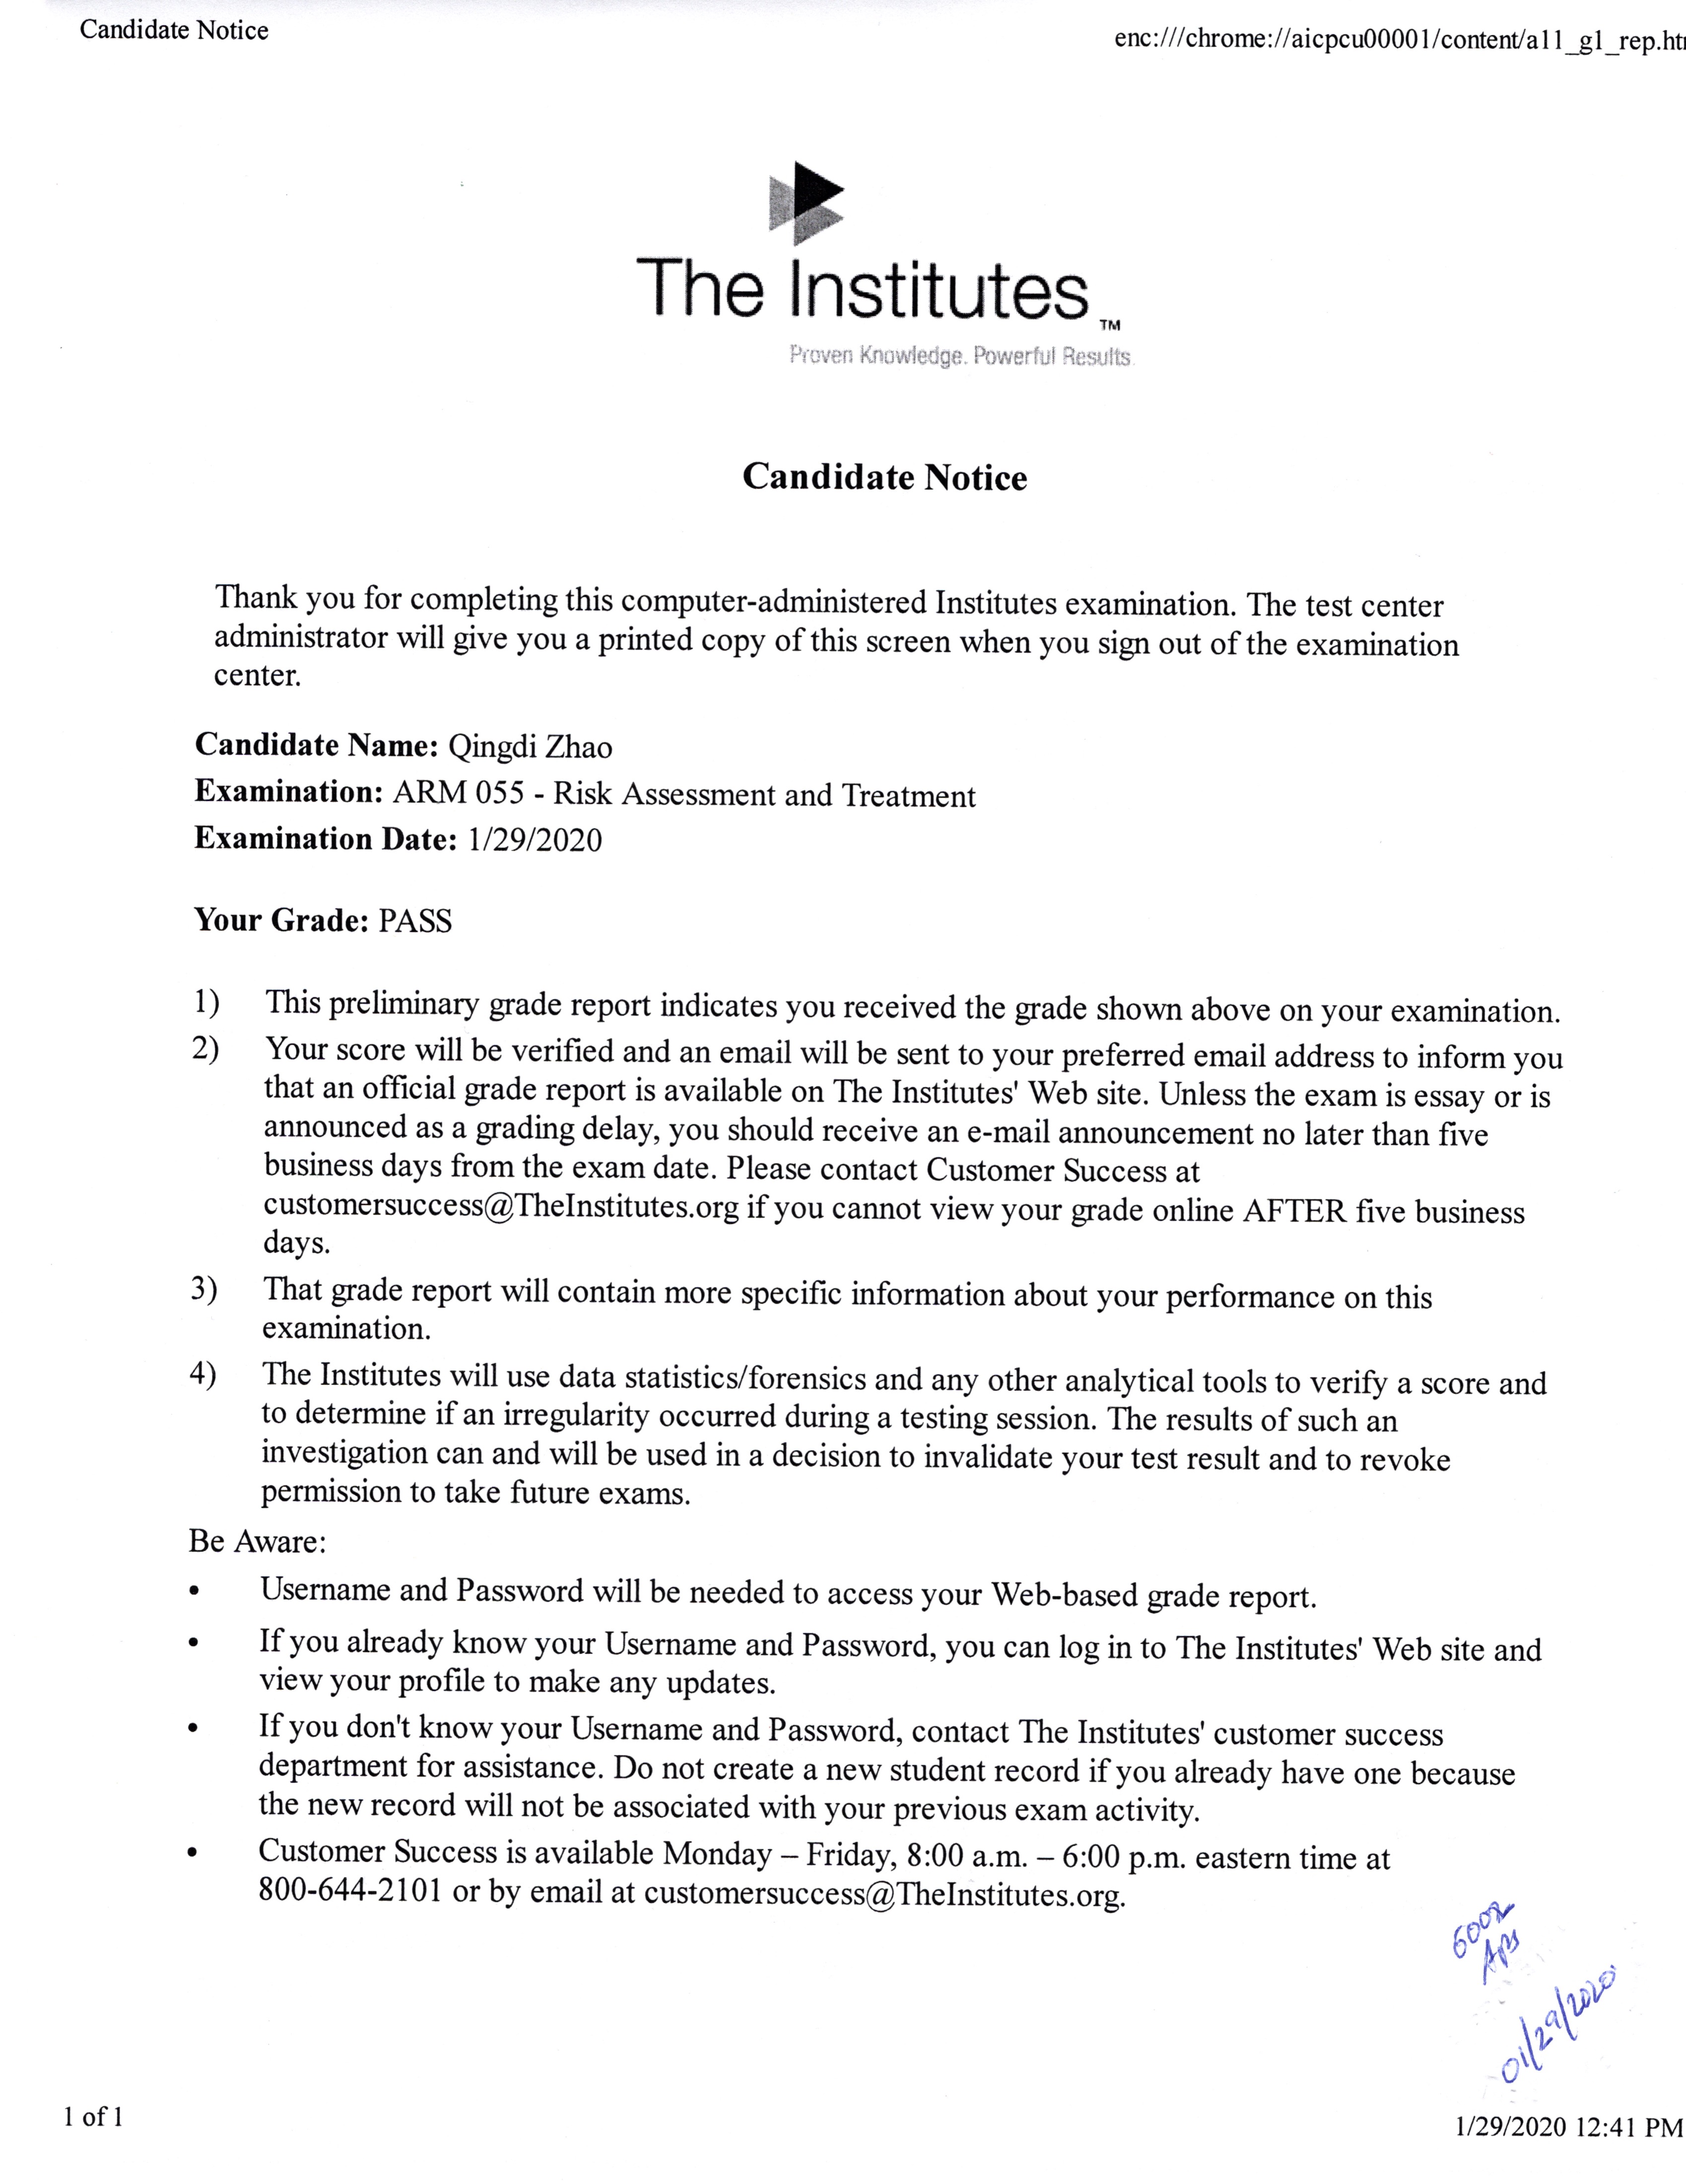 Candidate Notice
enc:///chrome://aicpcu00001/content/a11_g1_rep.ht
The Institutes TM
Proven Knowledge. Powerful Results.
Candidate Notice
Thank you for completing this computer-administered Institutes examination. The test center
administrator will give you a printed copy of this screen when you sign out of the examination
center.
Candidate Name: Qingdi Zhao
Examination: ARM 055 - Risk Assessment and Treatment
Examination Date: 1/29/2020
Your Grade: PASS
1) This preliminary grade report indicates you received the grade shown above on your examination.
2) Your score will be verified and an email will be sent to your preferred email address to inform you
that an official grade report is available on The Institutes' Web site. Unless the exam is essay or is
announced as a grading delay, you should receive an e-mail announcement no later than five
business days from the exam date. Please contact Customer Success at
customersuccess@TheInstitutes.org if you cannot view your grade online AFTER five business
days.
3) That grade report will contain more specific information about your performance on this
examination.
4) The Institutes will use data statistics/forensics and any other analytical tools to verify a score and
to determine if an irregularity occurred during a testing session. The results of such an
investigation can and will be used in a decision to invalidate your test result and to revoke
permission to take future exams.
Be Aware:
• Username and Password will be needed to access your Web-based grade report.
• If you already know your Username and Password, you can log in to The Institutes' Web site and
view your profile to make any updates.
• If you don't know your Username and Password, contact The Institutes' customer success
department for assistance. Do not create a new student record if you already have one because
the new record will not be associated with your previous exam activity.
• Customer Success is available Monday – Friday, 8:00 a.m. – 6:00 p.m. eastern time at
800-644-2101 or by email at customersuccess@TheInstitutes.org.
01/29/2020
1 of 1
1/29/2020 12:41 PM